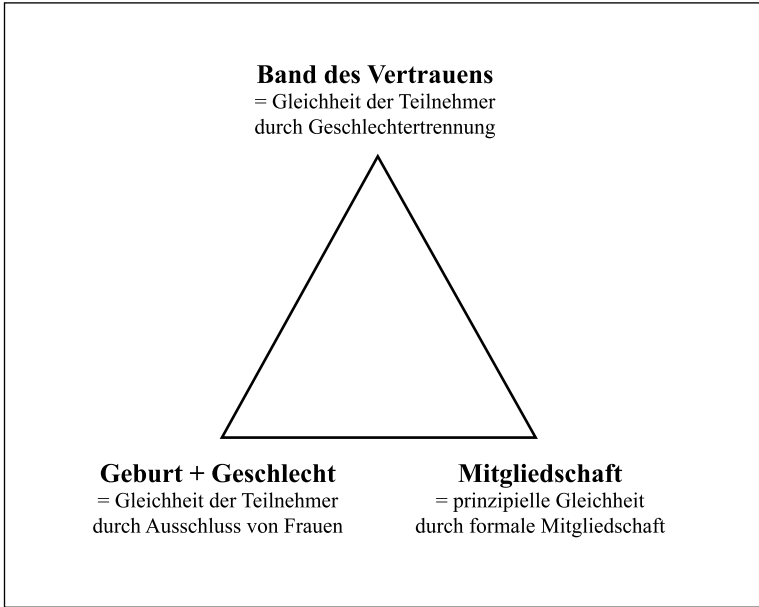 Band des Vertrauens
= Gleichheit der Teilnehmer
durch Geschlechtertrennung
Geburt + Geschlecht
= Gleichheit der Teilnehmer
durch Ausschluss von Frauen
Mitgliedschaft
= prinzipielle Gleichheit
durch formale Mitgliedschaft